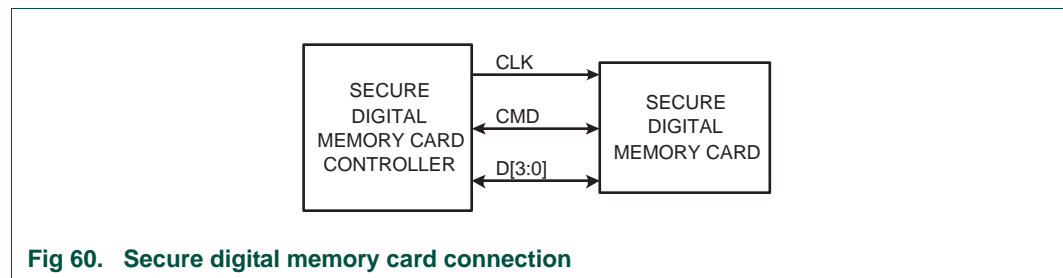 SECURE
DIGITAL
MEMORY CARD
CONTROLLER
CLK
CMD
D[3:0]
SECURE
DIGITAL
MEMORY CARD
Fig 60. Secure digital memory card connection